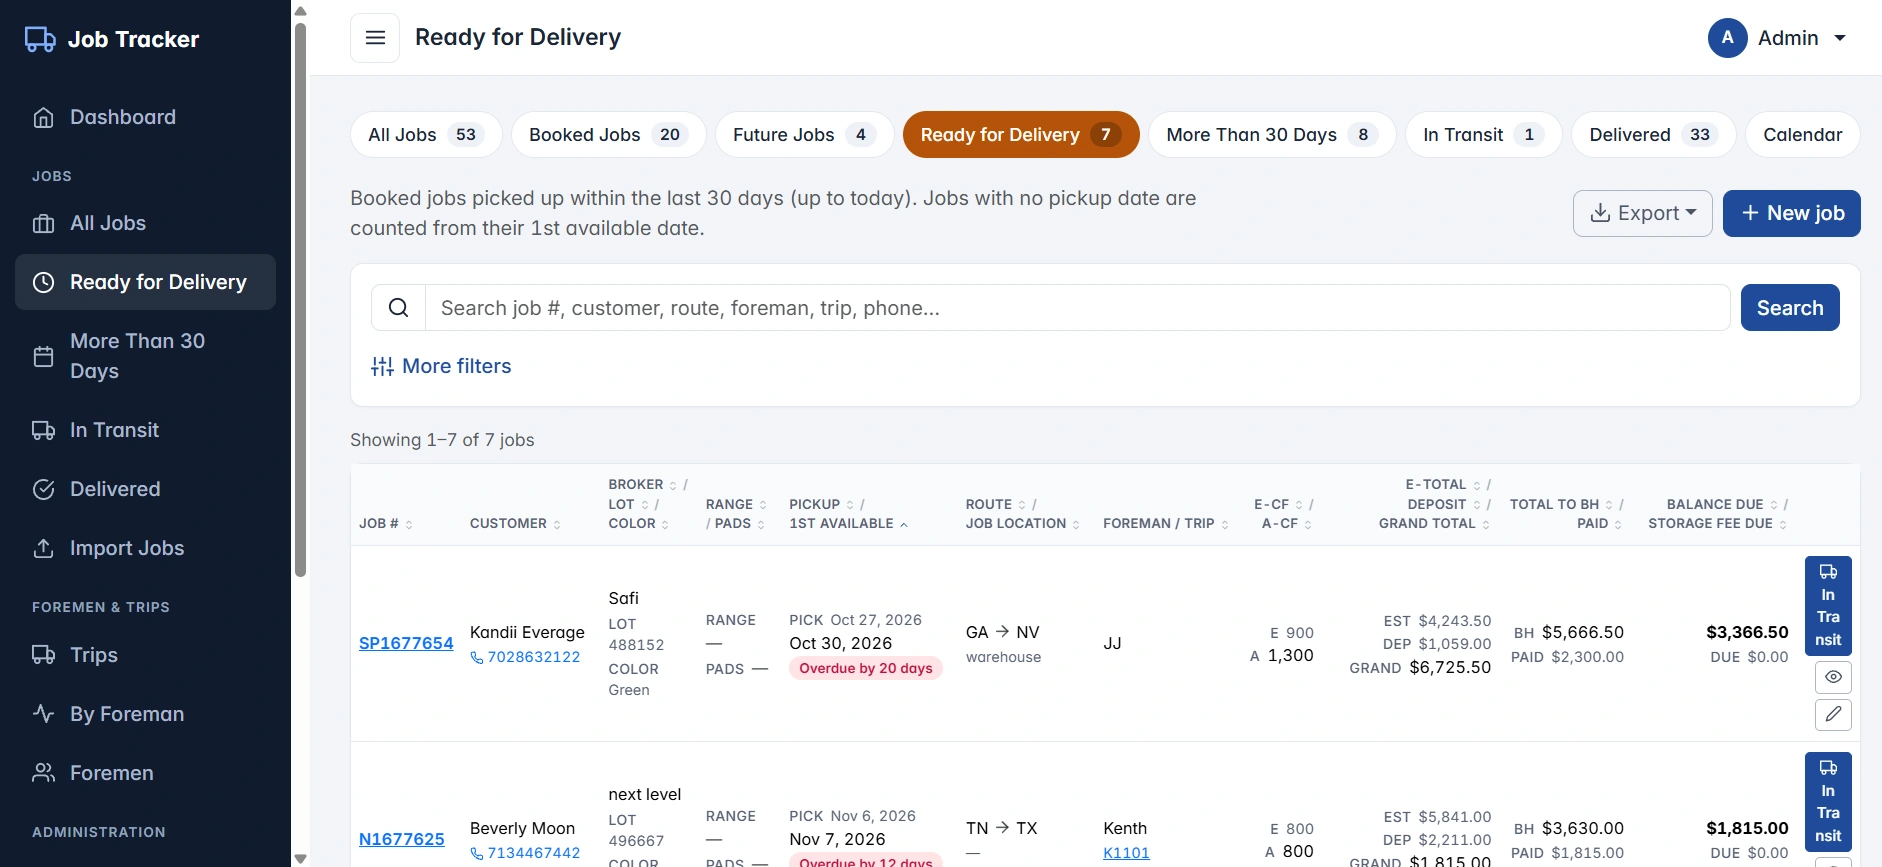 Job Tracker
Dashboard
JOBS
All Jobs
Ready for Delivery
More Than 30
Days
In Transit
Delivered
Import Jobs
FOREMEN & TRIPS
Trips
By Foreman
Foremen
ADMINISTRATION
Ready for Delivery
A Admin
All Jobs 53
Booked Jobs 20
Future Jobs 4
Ready for Delivery 7
More Than 30 Days 8
In Transit 1
Delivered 33
Calendar
Booked jobs picked up within the last 30 days (up to today). Jobs with no pickup date are
counted from their 1st available date.
Export
+ New job
Search job #, customer, route, foreman, trip, phone...
Search
More filters
Showing 1–7 of 7 jobs
JOB #
CUSTOMER
BROKER /
LOT /
COLOR
RANGE
/ PADS
PICKUP /
1ST AVAILABLE
ROUTE /
JOB LOCATION
FOREMAN / TRIP
E-CF /
A-CF
E-TOTAL /
DEPOSIT /
GRAND TOTAL
TOTAL TO BH /
PAID
BALANCE DUE /
STORAGE FEE DUE
SP1677654
Kandii Everage
7028632122
Safi
LOT
488152
COLOR
Green
RANGE
—
PADS —
PICK Oct 27, 2026
Oct 30, 2026
Overdue by 20 days
GA → NV
warehouse
JJ
E 900
A 1,300
EST $4,243.50
DEP $1,059.00
GRAND $6,725.50
BH $5,666.50
PAID $2,300.00
$3,366.50
DUE $0.00
In
Tra
nsit
N1677625
Beverly Moon
7134467442
next level
LOT
496667
COLOR
RANGE
—
PADS —
PICK Nov 6, 2026
Nov 7, 2026
Overdue by 12 days
TN → TX
—
Kenth
K1101
E 800
A 800
EST $5,841.00
DEP $2,211.00
GRAND $1,815.00
BH $3,630.00
PAID $1,815.00
$1,815.00
DUE $0.00
In
Tra
nsit